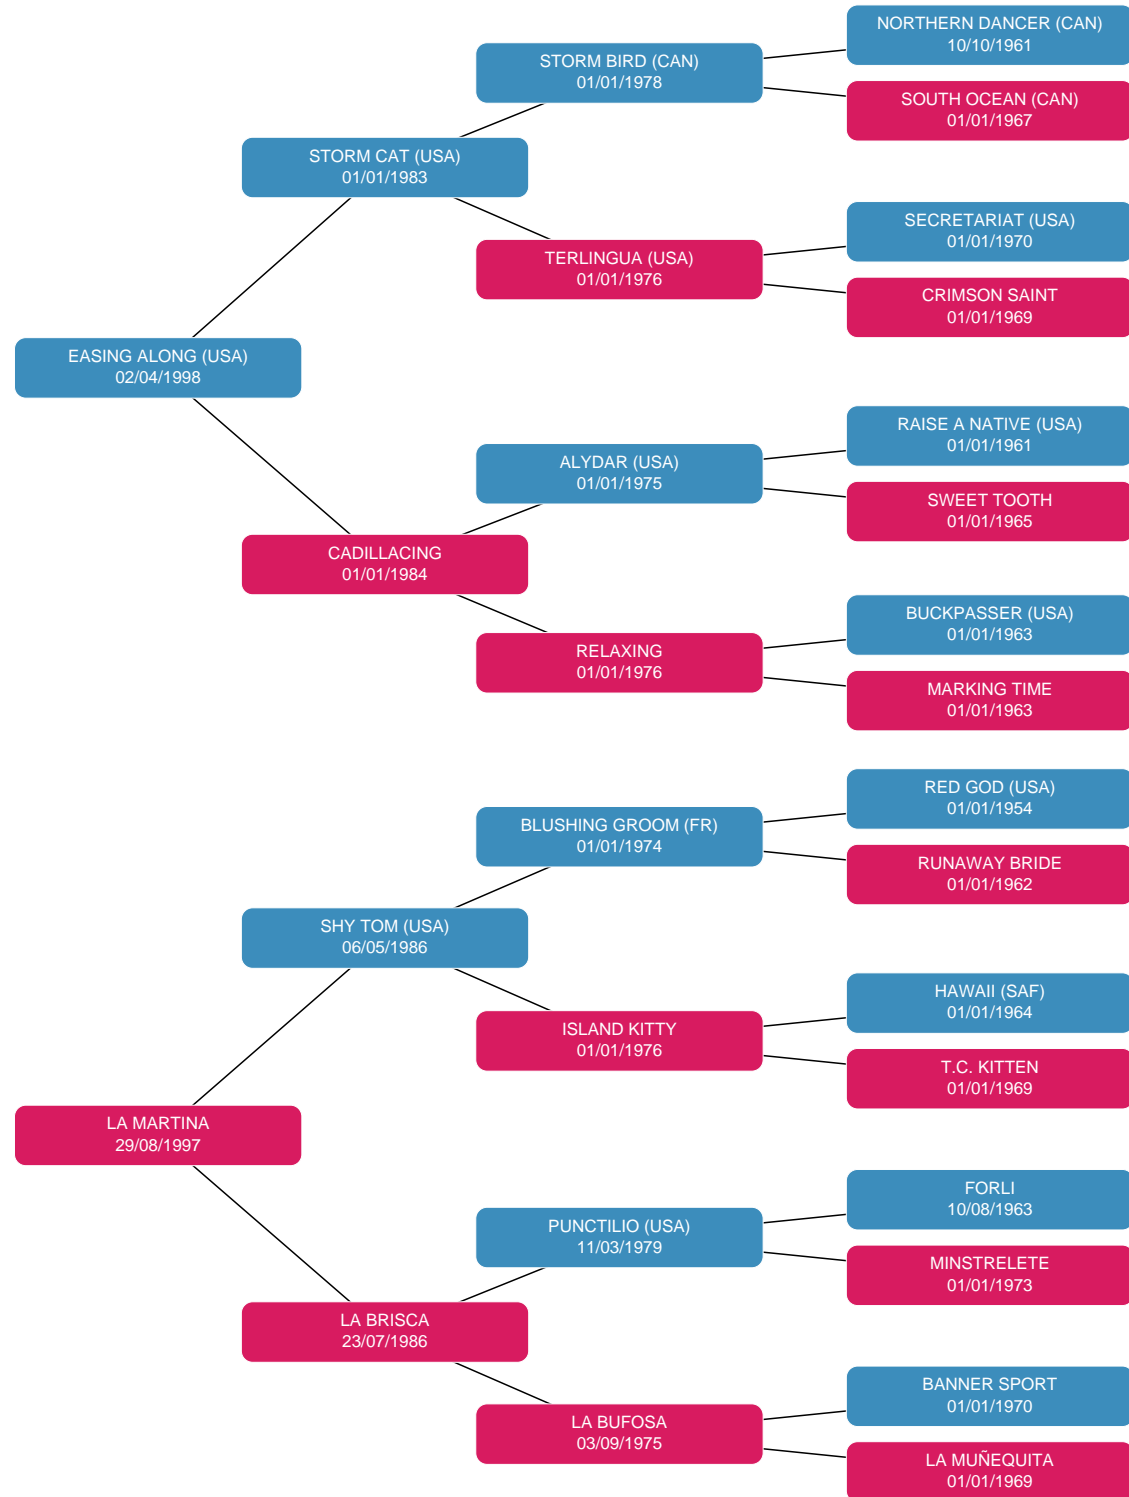 NORTHERN DANCER (CAN)
10/10/1961
STORM BIRD (CAN)
01/01/1978
SOUTH OCEAN (CAN)
01/01/1967
STORM CAT (USA)
01/01/1983
SECRETARIAT (USA)
01/01/1970
TERLINGUA (USA)
01/01/1976
CRIMSON SAINT
01/01/1969
EASING ALONG (USA)
02/04/1998
RAISE A NATIVE (USA)
01/01/1961
ALYDAR (USA)
01/01/1975
SWEET TOOTH
01/01/1965
CADILLACING
01/01/1984
BUCKPASSER (USA)
01/01/1963
RELAXING
01/01/1976
MARKING TIME
01/01/1963
RED GOD (USA)
01/01/1954
BLUSHING GROOM (FR)
01/01/1974
RUNAWAY BRIDE
01/01/1962
SHY TOM (USA)
06/05/1986
HAWAII (SAF)
01/01/1964
ISLAND KITTY
01/01/1976
T.C. KITTEN
01/01/1969
LA MARTINA
29/08/1997
FORLI
10/08/1963
PUNCTILIO (USA)
11/03/1979
MINSTRELETE
01/01/1973
LA BRISCA
23/07/1986
BANNER SPORT
01/01/1970
LA BUFOSA
03/09/1975
LA MUÑEQUITA
01/01/1969